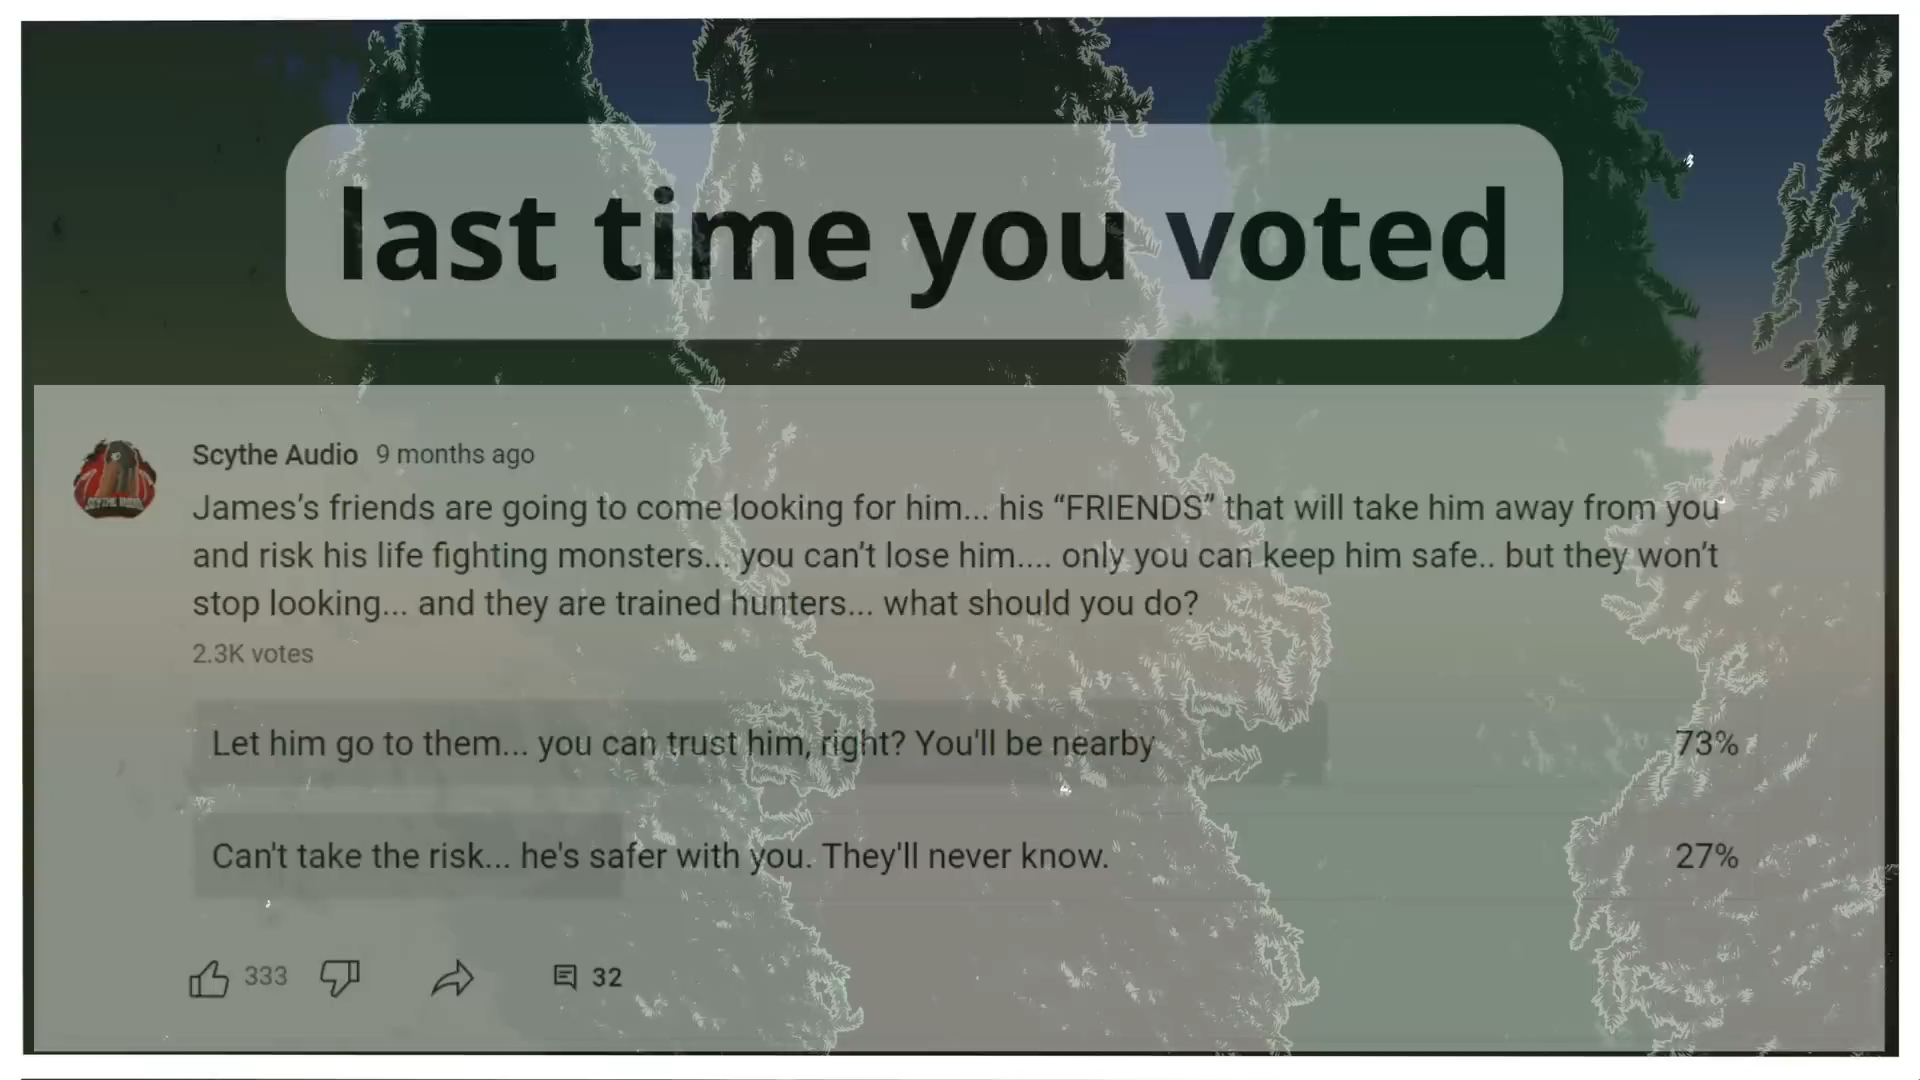 last time you voted
Scythe Audio 9 months ago
James’s friends are going to come looking for him... his “FRIENDS” that will take him away from you
and risk his life fighting monsters... you can’t lose him.... only you can keep him safe.. but they won’t
stop looking... and they are trained hunters... what should you do?
2.3K votes
Let him go to them... you can trust him, right? You'll be nearby 73%
Can't take the risk... he's safer with you. They'll never know. 27%
333 32